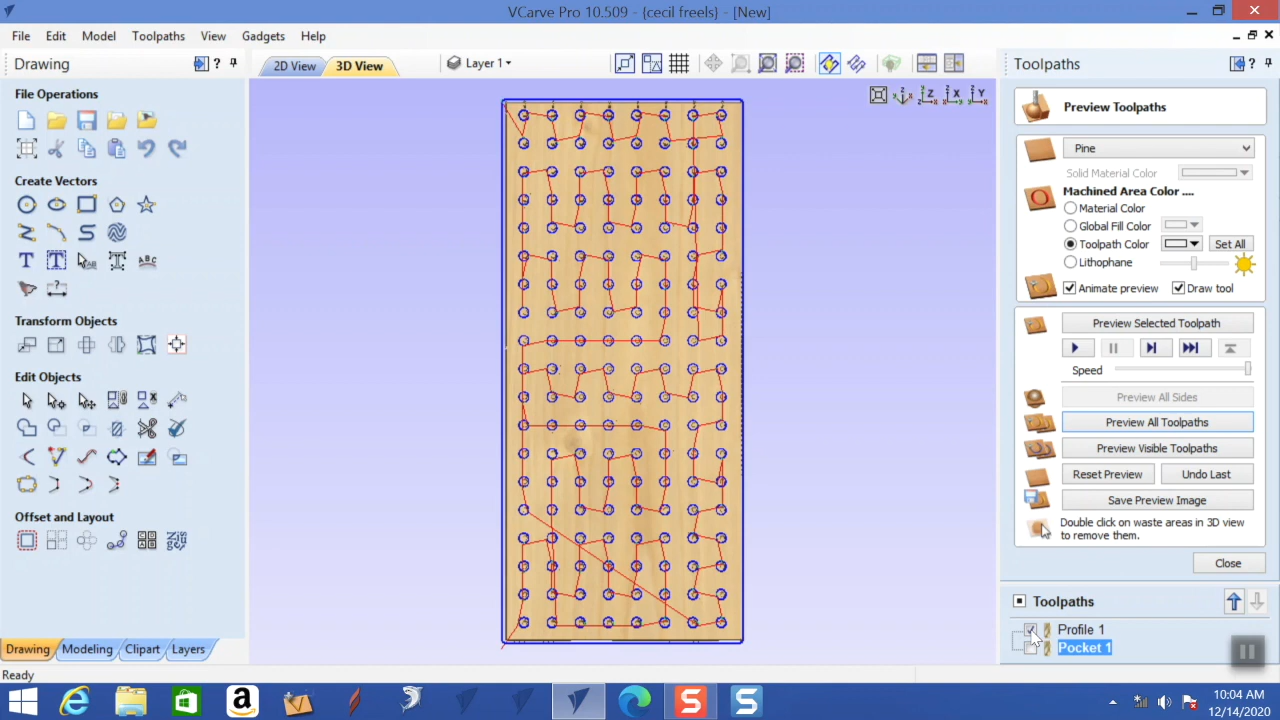 VCarve Pro 10.509 - {cecil freels} - [New]
File Edit Model Toolpaths View Gadgets Help
Drawing
2D View 3D View Layer 1
Toolpaths
File Operations
Create Vectors
Transform Objects
Edit Objects
Offset and Layout
Drawing Modeling Clipart Layers
Preview Toolpaths
Pine
Solid Material Color
Machined Area Color ....
Material Color
Global Fill Color
Toolpath Color Set All
Lithophane
Animate preview Draw tool
Preview Selected Toolpath
Speed
Preview All Sides
Preview All Toolpaths
Preview Visible Toolpaths
Reset Preview Undo Last
Save Preview Image
Double click on waste areas in 3D view
to remove them.
Close
Toolpaths
Profile 1
Pocket 1
Ready
10:04 AM
12/14/2020